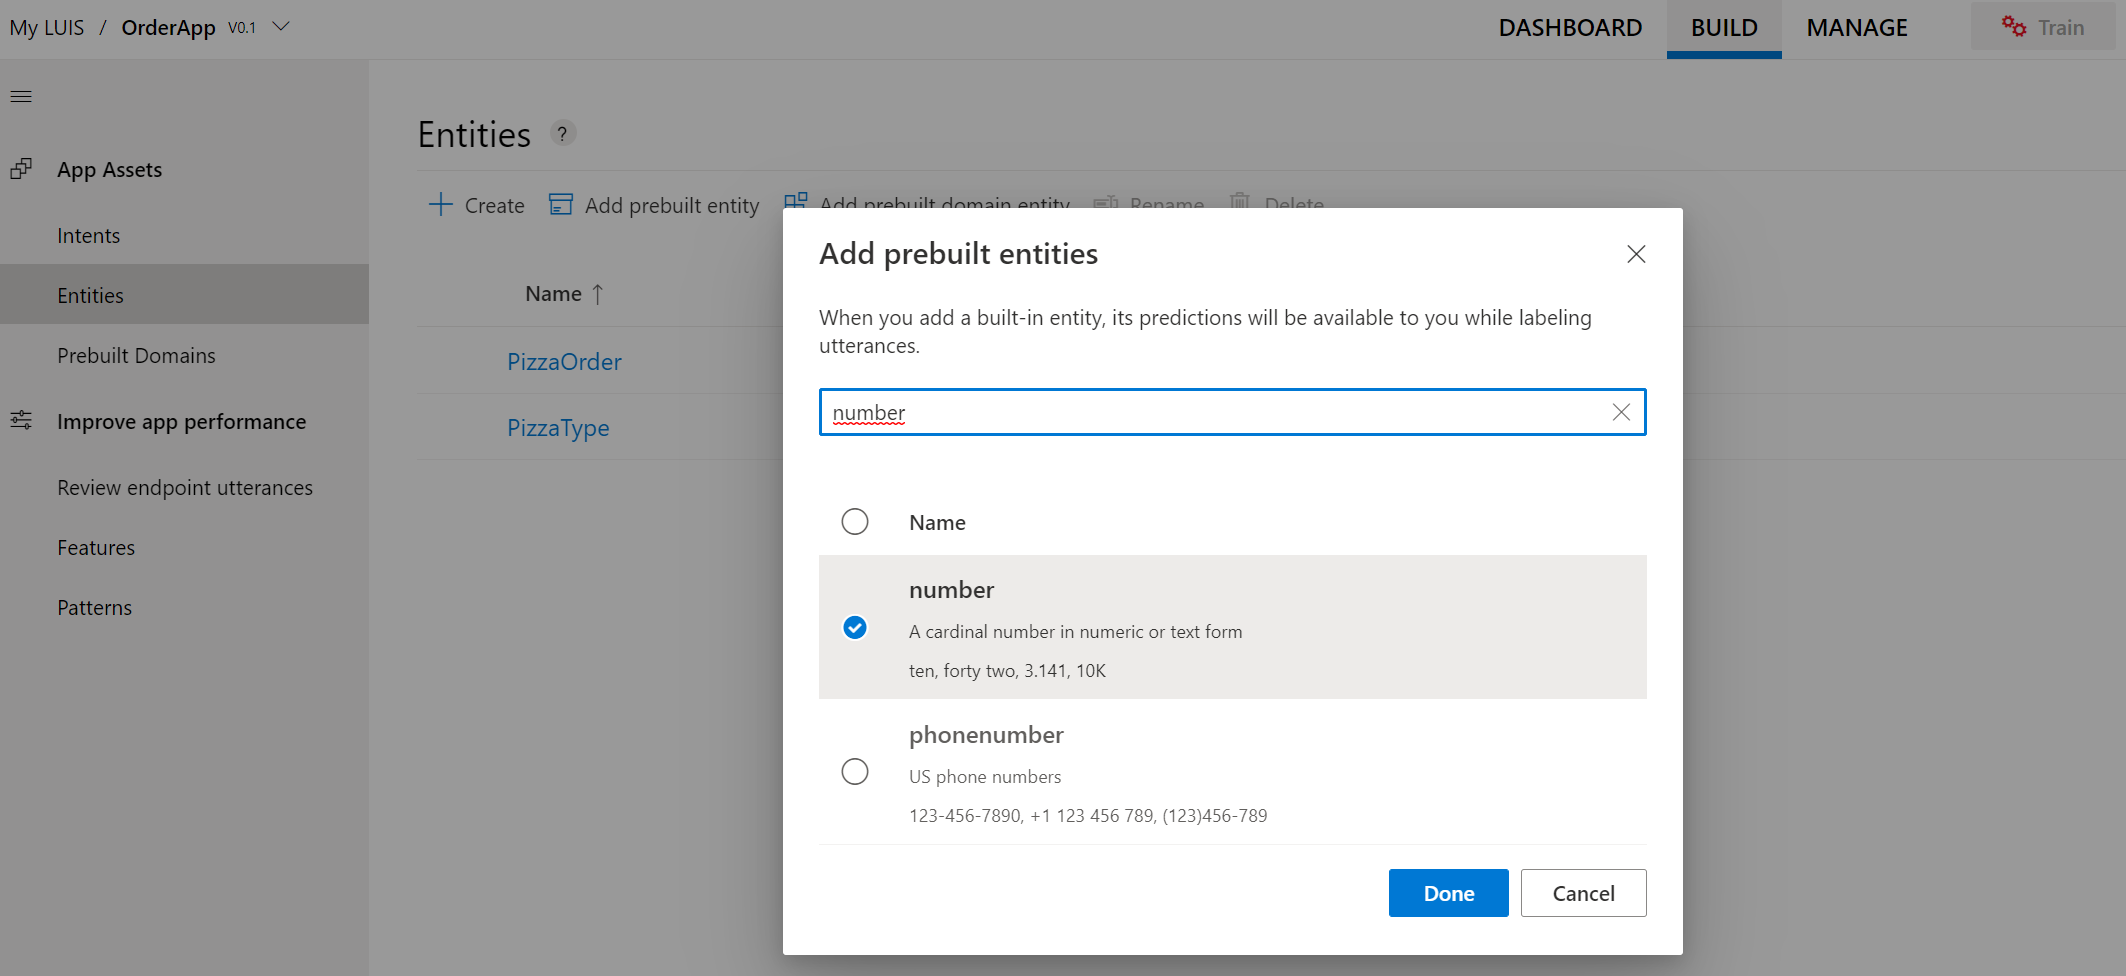 My LUIS / OrderApp V0.1
DASHBOARD
BUILD
MANAGE
Train
App Assets
Intents
Entities
Prebuilt Domains
Improve app performance
Review endpoint utterances
Features
Patterns
Entities ?
Create
Add prebuilt entity
Add prebuilt domain entity
Rename
Delete
Name ↑
PizzaOrder
PizzaType
Add prebuilt entities
When you add a built-in entity, its predictions will be available to you while labeling
utterances.
number
Name
number
A cardinal number in numeric or text form
ten, forty two, 3.141, 10K
phonenumber
US phone numbers
123-456-7890, +1 123 456 789, (123)456-789
Done
Cancel